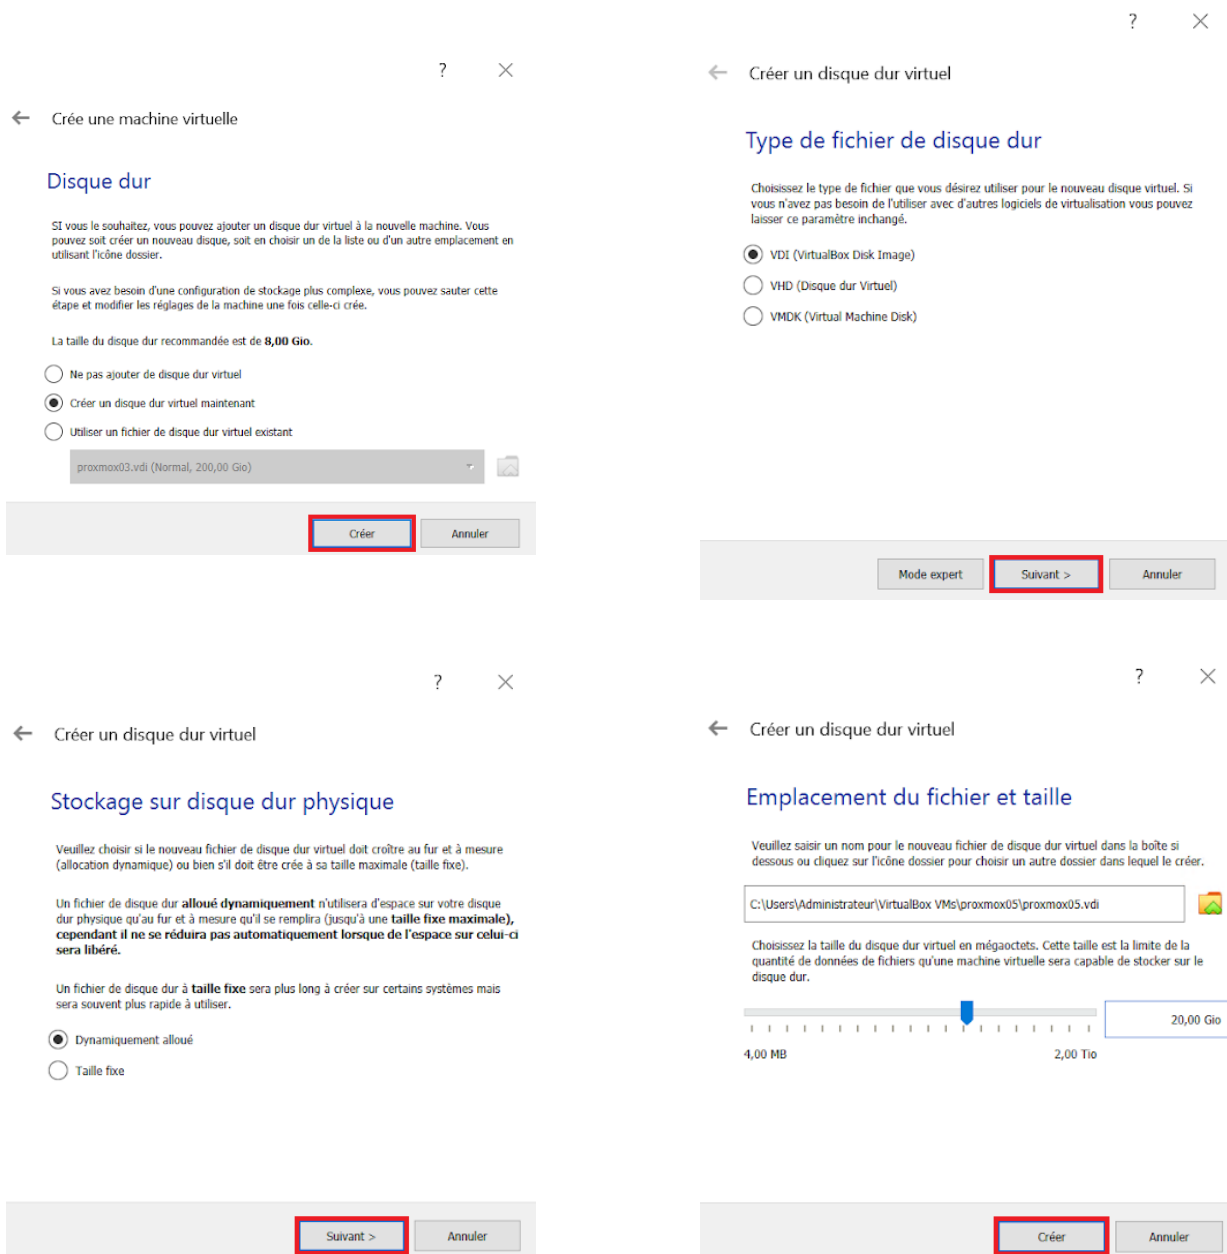 ?
Crée une machine virtuelle
Disque dur
SI vous le souhaitez, vous pouvez ajouter un disque dur virtuel à la nouvelle machine. Vous
pouvez soit créer un nouveau disque, soit en choisir un de la liste ou d'un autre emplacement en
utilisant l'icône dossier.
Si vous avez besoin d'une configuration de stockage plus complexe, vous pouvez sauter cette
étape et modifier les réglages de la machine une fois celle-ci crée.
La taille du disque dur recommandée est de 8,00 Gio.
Ne pas ajouter de disque dur virtuel
Créer un disque dur virtuel maintenant
Utiliser un fichier de disque dur virtuel existant
proxmox03.vdi (Normal, 200,00 Gio)
Créer
Annuler
?
Créer un disque dur virtuel
Type de fichier de disque dur
Choisissez le type de fichier que vous désirez utiliser pour le nouveau disque virtuel. Si
vous n'avez pas besoin de l'utiliser avec d'autres logiciels de virtualisation vous pouvez
laisser ce paramètre inchangé.
VDI (VirtualBox Disk Image)
VHD (Disque dur Virtuel)
VMDK (Virtual Machine Disk)
Mode expert
Suivant >
Annuler
?
Créer un disque dur virtuel
Stockage sur disque dur physique
Veuillez choisir si le nouveau fichier de disque dur virtuel doit croître au fur et à mesure
(allocation dynamique) ou bien s'il doit être crée à sa taille maximale (taille fixe).
Un fichier de disque dur alloué dynamiquement n'utilisera d'espace sur votre disque
dur physique qu'au fur et à mesure qu'il se remplira (jusqu'à une taille fixe maximale),
cependant il ne se réduira pas automatiquement lorsque de l'espace sur celui-ci
sera libéré.
Un fichier de disque dur à taille fixe sera plus long à créer sur certains systèmes mais
sera souvent plus rapide à utiliser.
Dynamiquement alloué
Taille fixe
Suivant >
Annuler
?
Créer un disque dur virtuel
Emplacement du fichier et taille
Veuillez saisir un nom pour le nouveau fichier de disque dur virtuel dans la boîte si
dessous ou cliquez sur l'icône dossier pour choisir un autre dossier dans lequel le créer.
C:\Users\Administrateur\VirtualBox VMs\proxmox05\proxmox05.vdi
Choisissez la taille du disque dur virtuel en mégaoctets. Cette taille est la limite de la
quantité de données de fichiers qu'une machine virtuelle sera capable de stocker sur le
disque dur.
20,00 Gio
4,00 MB
2,00 Tio
Créer
Annuler